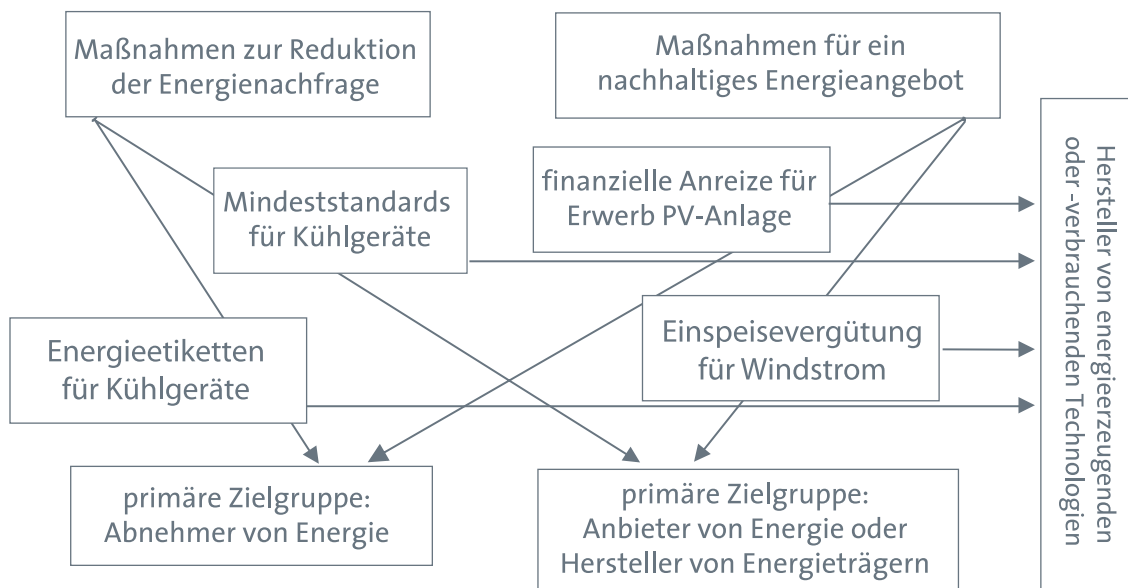 Maßnahmen zur Reduktion
der Energienachfrage
Maßnahmen für ein
nachhaltiges Energieangebot
finanzielle Anreize für
Erwerb PV-Anlage
Mindeststandards
für Kühlgeräte
Einspeisevergütung
für Windstrom
Energieetiketten
für Kühlgeräte
primäre Zielgruppe:
Abnehmer von Energie
primäre Zielgruppe:
Anbieter von Energie oder
Hersteller von Energieträgern
Hersteller von energieerzeugenden
oder -verbrauchenden Technologien